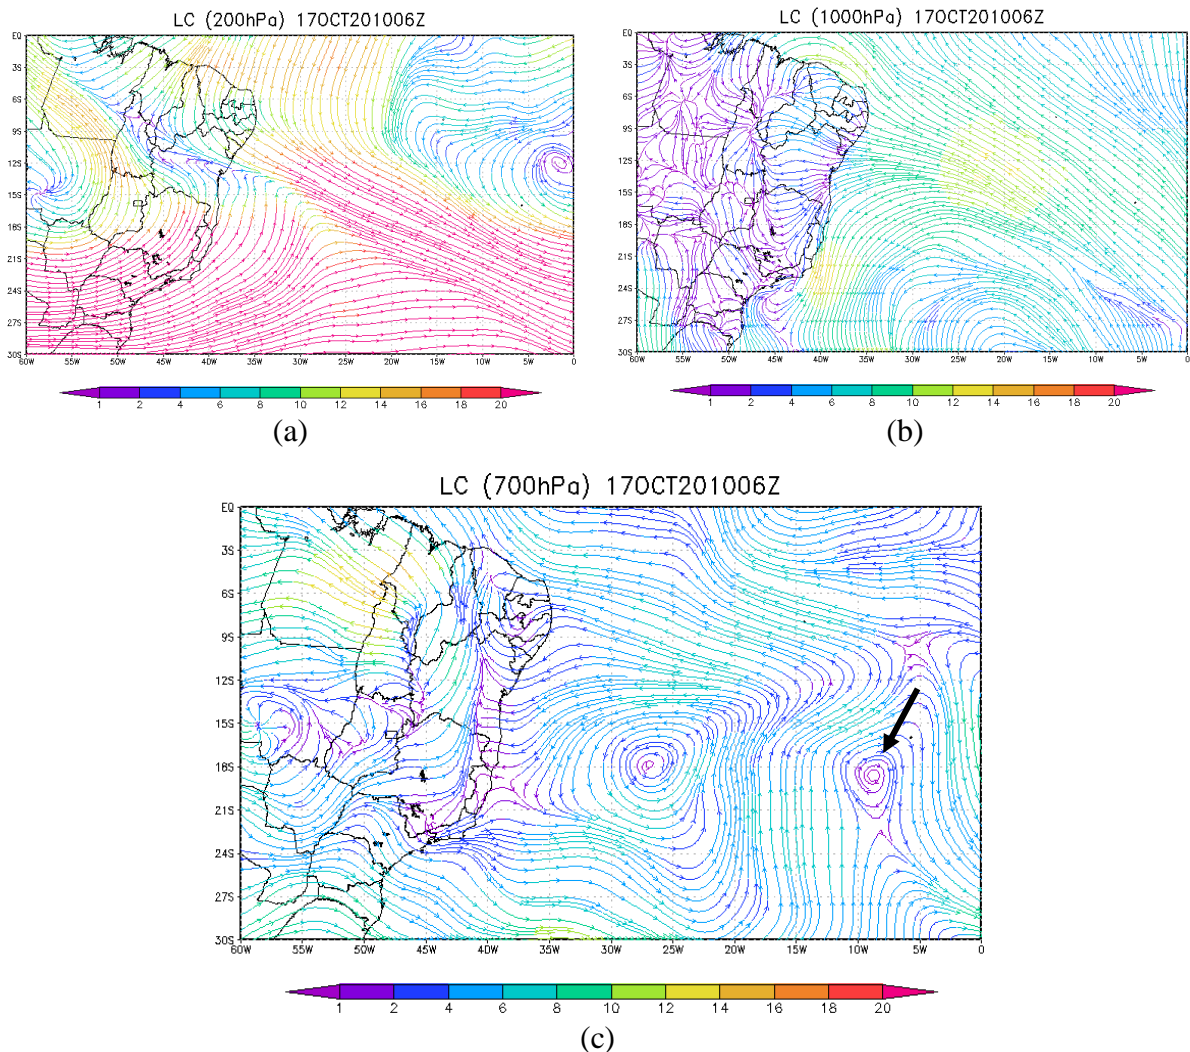 LC (200hPa) 17OCT201006Z
EQ
3S
6S
9S
12S
15S
18S
21S
24S
27S
30S
60W 55W 50W 45W 40W 35W 30W 25W 20W 15W 10W 5W 0
1 2 4 6 8 10 12 14 16 18 20
(a)
LC (1000hPa) 17OCT201006Z
EQ
3S
6S
9S
12S
15S
18S
21S
24S
27S
30S
60W 55W 50W 45W 40W 35W 30W 25W 20W 15W 10W 5W 0
1 2 4 6 8 10 12 14 16 18 20
(b)
LC (700hPa) 17OCT201006Z
EQ
3S
6S
9S
12S
15S
18S
21S
24S
27S
30S
60W 55W 50W 45W 40W 35W 30W 25W 20W 15W 10W 5W 0
1 2 4 6 8 10 12 14 16 18 20
(c)